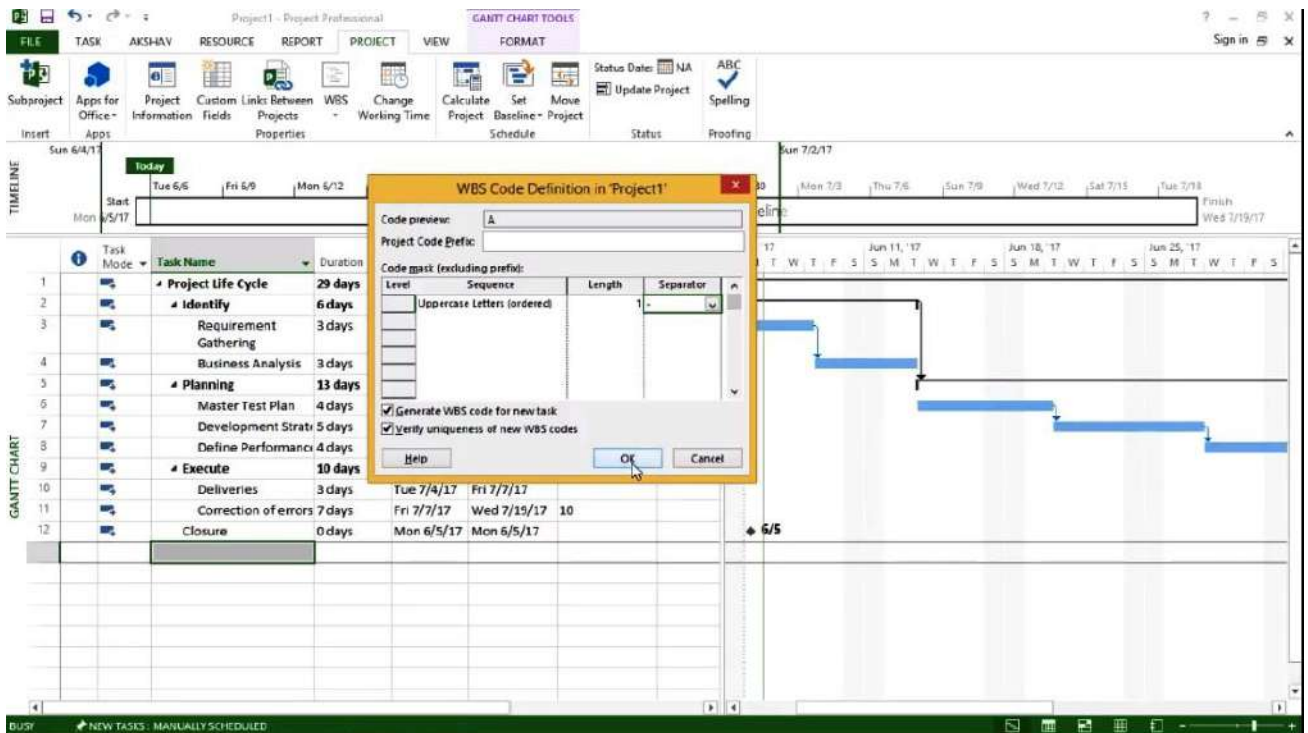 Project1 - Project Professional
GANTT CHART TOOLS
FILE TASK AKSHAV RESOURCE REPORT PROJECT VIEW FORMAT
Sign in
Subproject
Apps for Office
Project Information
Custom Fields
Links Between Projects
WBS
Change Working Time
Calculate Project
Set Baseline
Move Project
Status Date: NA
Update Project
ABC
Spelling
Insert Apps Properties Schedule Status Proofing
TIMELINE
Sun 6/4/17
Today
Sun 7/2/17
Tue 6/6 Fri 6/9 Mon 6/12
Mon 7/3 Thu 7/6 Sun 7/9 Wed 7/12 Sat 7/15 Tue 7/18
Start
Mon 6/5/17
Finish
Wed 7/19/17
WBS Code Definition in 'Project1'
Code preview: A
Project Code Prefix:
Code mask (excluding prefix):
Level Sequence Length Separator
Uppercase Letters (ordered) 1 -
Generate WBS code for new task
Verify uniqueness of new WBS codes
Help OK Cancel
GANTT CHART
Task Mode Task Name Duration
'17 Jun 11, '17 Jun 18, '17 Jun 25, '17
T W T F S S M T W T F S S M T W T F S S M T W T F S
1 Project Life Cycle 29 days
2 Identify 6 days
3 Requirement Gathering 3 days
4 Business Analysis 3 days
5 Planning 13 days
6 Master Test Plan 4 days
7 Development Strat 5 days
8 Define Performanc 4 days
9 Execute 10 days
10 Deliveries 3 days Tue 7/4/17 Fri 7/7/17
11 Correction of errors 7 days Fri 7/7/17 Wed 7/19/17 10
12 Closure 0 days Mon 6/5/17 Mon 6/5/17
6/5
BUSY NEW TASKS : MANUALLY SCHEDULED